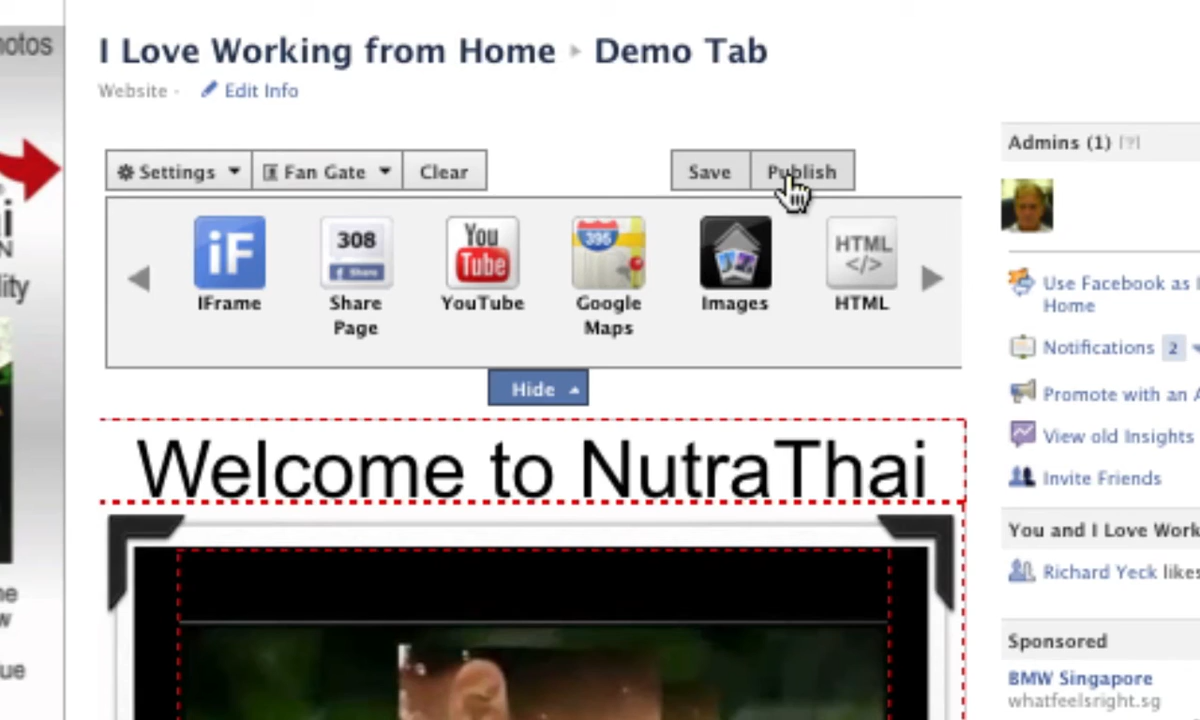 I Love Working from Home ▸ Demo Tab
Website · Edit Info
Settings Fan Gate Clear Save Publish
iF
308
Share
You
Tube
396
HTML
</>
IFrame
Share
Page
YouTube
Google
Maps
Images
HTML
Hide
Welcome to NutraThai
Admins (1) [?]
Use Facebook as I
Home
Notifications 2
Promote with an A
View old Insights
Invite Friends
You and I Love Work
Richard Yeck likes
Sponsored
BMW Singapore
whatfeelsright.sg